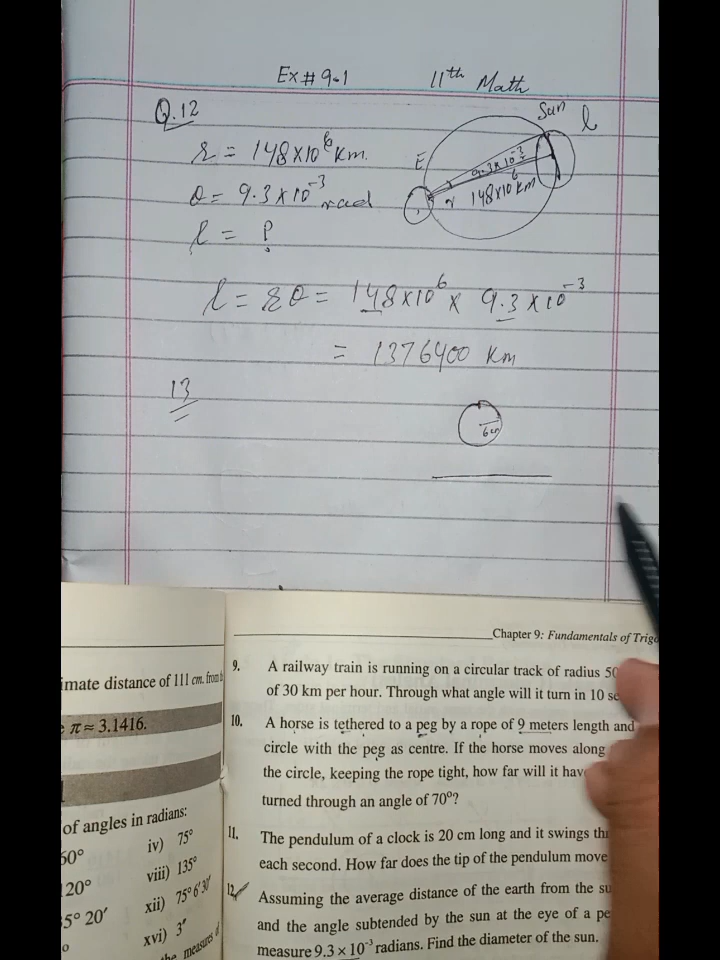 Ex # 9.1 11th Math
Q.12
Sun l
r = 148×10⁶ Km.
E
9.3×10⁻³
θ = 9.3×10⁻³ rad
r 148×10⁶ Km
l = ?
l = rθ = 148×10⁶ × 9.3×10⁻³
= 1376400 Km
13
6cm
Chapter 9: Fundamentals of Trigo
9. A railway train is running on a circular track of radius 50
of 30 km per hour. Through what angle will it turn in 10 se
10. A horse is tethered to a peg by a rope of 9 meters length and
circle with the peg as centre. If the horse moves along
the circle, keeping the rope tight, how far will it hav
turned through an angle of 70°?
11. The pendulum of a clock is 20 cm long and it swings th
each second. How far does the tip of the pendulum move
12. Assuming the average distance of the earth from the su
and the angle subtended by the sun at the eye of a pe
measure 9.3 × 10⁻³ radians. Find the diameter of the sun.
imate distance of 111 cm. from
π ≈ 3.1416.
of angles in radians:
60° iv) 75°
120° viii) 135°
5° 20′ xii) 75° 6′ 30″
xvi) 3″
the measures of